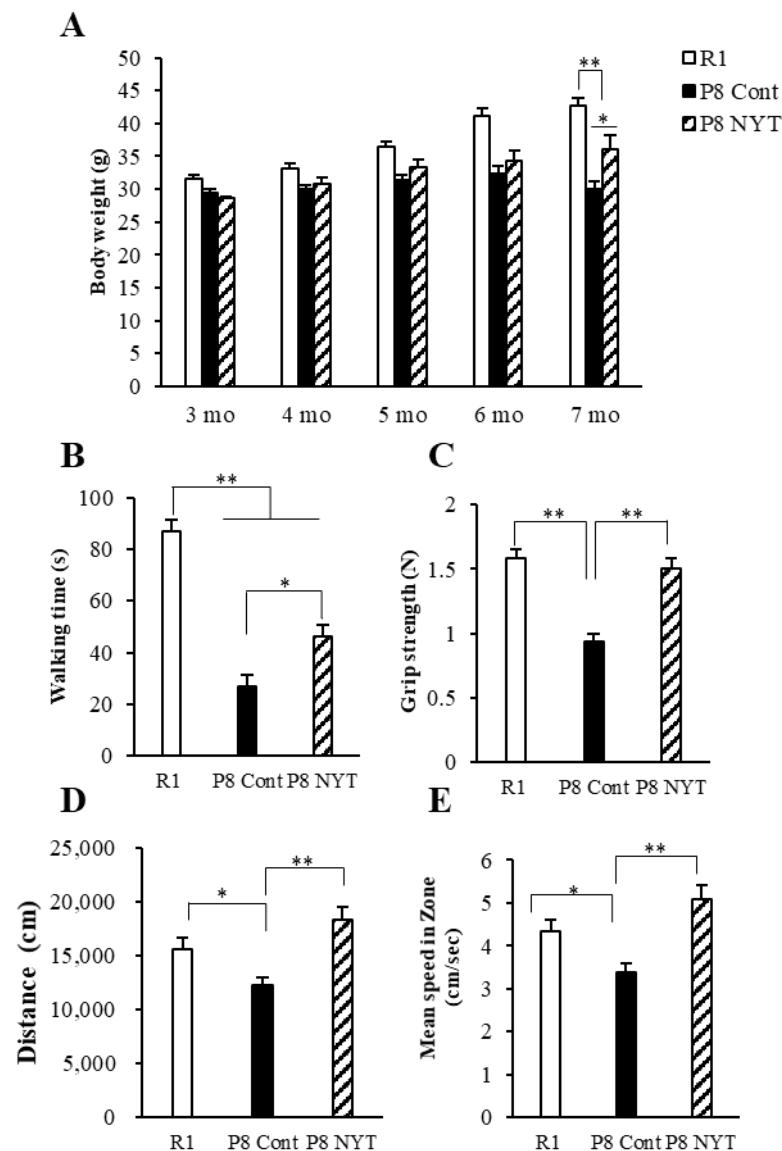 A
Body weight (g)
50
45
40
35
30
25
20
15
10
5
0
3 mo 4 mo 5 mo 6 mo 7 mo
**
*
R1
P8 Cont
P8 NYT
B
Walking time (s)
100
80
60
40
20
0
**
*
R1 P8 Cont P8 NYT
C
Grip strength (N)
2
1.5
1
0.5
0
** **
R1 P8 Cont P8 NYT
D
Distance (cm)
25,000
20,000
15,000
10,000
5,000
0
* **
R1 P8 Cont P8 NYT
E
Mean speed in Zone
(cm/sec)
6
5
4
3
2
1
0
* **
R1 P8 Cont P8 NYT